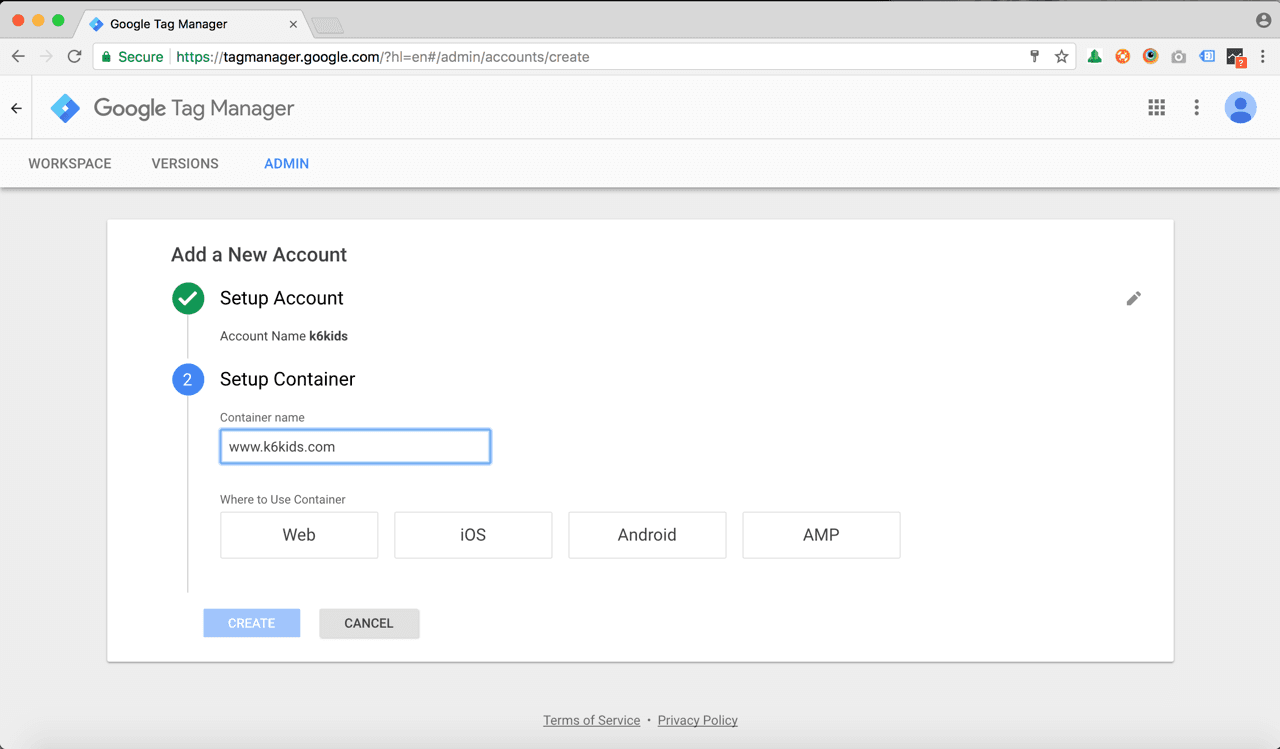 Google Tag Manager
Secure https://tagmanager.google.com/?hl=en#/admin/accounts/create
?
Google Tag Manager
WORKSPACE VERSIONS ADMIN
Add a New Account
Setup Account
Account Name k6kids
2 Setup Container
Container name
www.k6kids.com
Where to Use Container
Web iOS Android AMP
CREATE CANCEL
Terms of Service • Privacy Policy